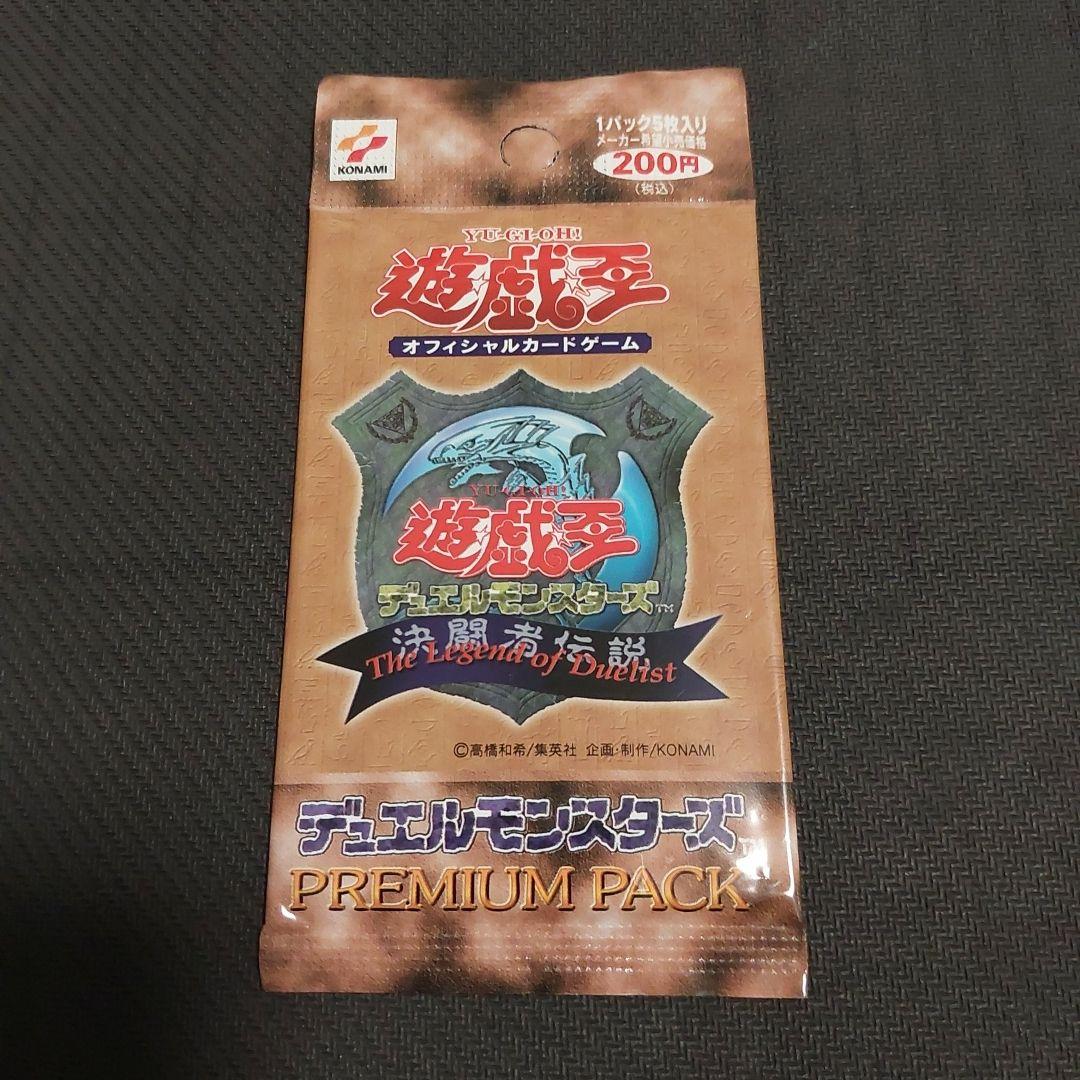 KONAMI
1パック5枚入り
メーカー希望小売価格
200円
(税込)
YU-GI-OH!
遊戯王
オフィシャルカードゲーム
YU-GI-OH!
遊戯王
デュエルモンスターズ™
決闘者伝説
The Legend of Duelist
©高橋和希/集英社 企画・制作/KONAMI
デュエルモンスターズ™
PREMIUM PACK